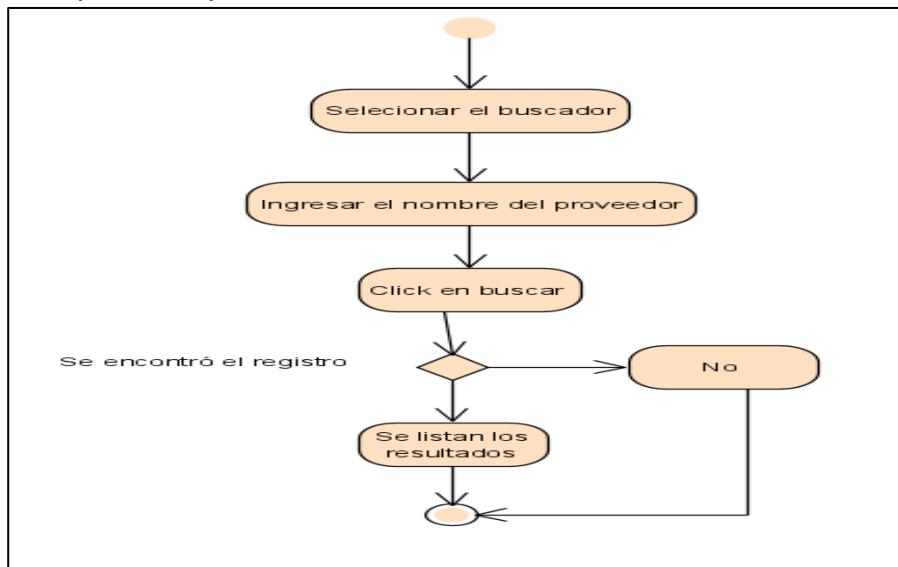 Selecionar el buscador
Ingresar el nombre del proveedor
Click en buscar
Se encontró el registro
No
Se listan los
resultados